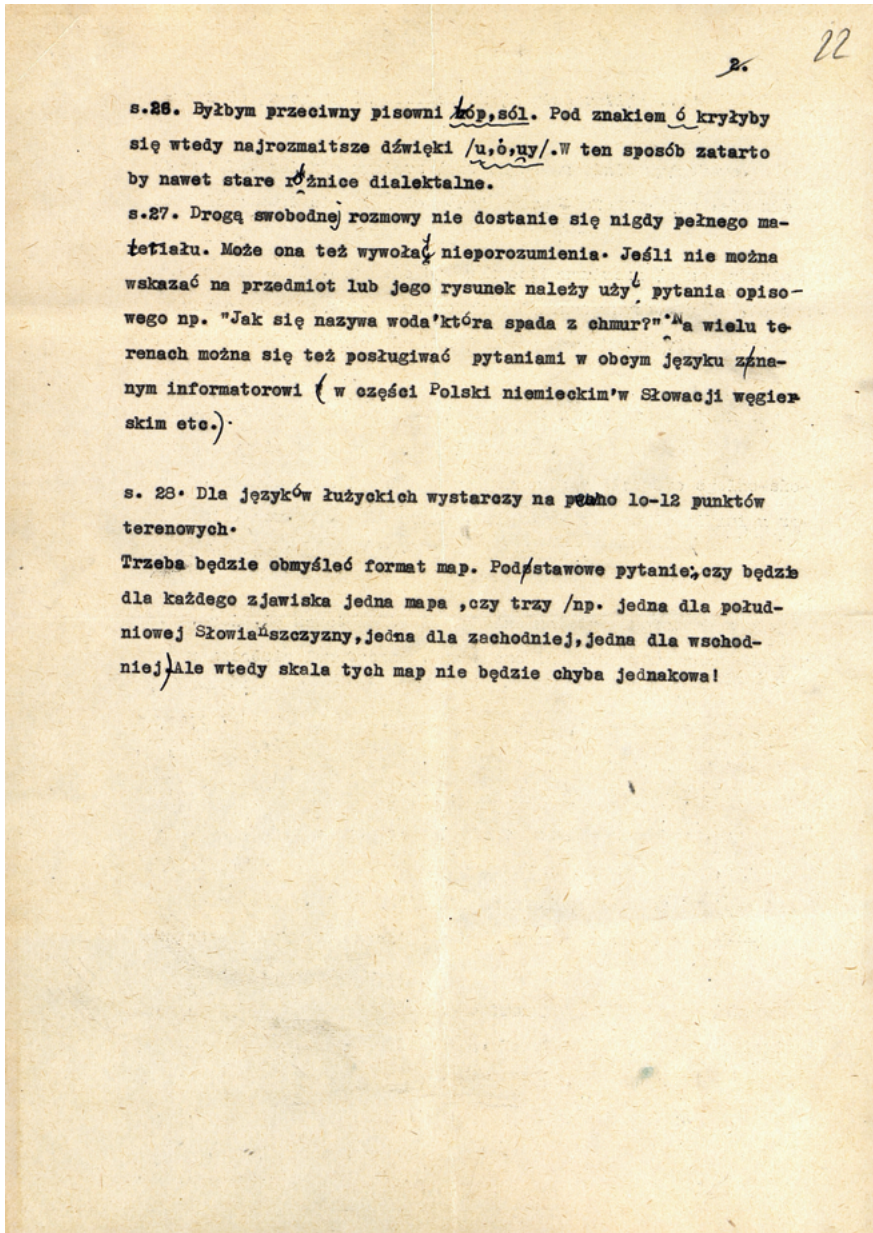 22
2.
s.26. Byłbym przeciwny pisowni bóp,sól. Pod znakiem ó kryłyby
się wtedy najrozmaitsze dźwięki /u,ȯ,uy/.W ten sposób zatarto
by nawet stare różnice dialektalne.
s.27. Drogą swobodnej rozmowy nie dostanie się nigdy pełnego ma-
teriału. Może ona też wywołać nieporozumienia. Jeśli nie można
wskazać na przedmiot lub jego rysunek należy użyć pytania opiso-
wego np. "Jak się nazywa woda'która spada z chmur?" Na wielu te-
renach można się też posługiwać pytaniami w obcym języku zna-
nym informatorowi ( w części Polski niemieckim'w Słowacji węgier
skim etc.).
s. 28. Dla języków łużyckich wystarczy na 10-12 punktów
terenowych.
Trzeba będzie obmyśleć format map. Podstawowe pytanie:,czy będzie
dla każdego zjawiska jedna mapa ,czy trzy /np. jedna dla połud-
niowej Słowiańszczyzny,jedna dla zachodniej,jedna dla wschod-
niej)Ale wtedy skala tych map nie będzie chyba jednakowa!